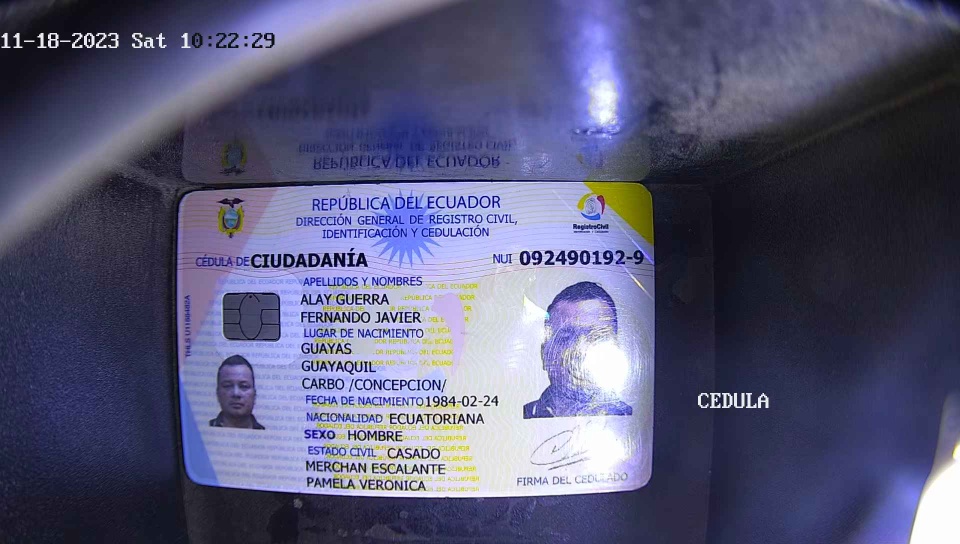 11-18-2023 Sat 10:22:29
REPÚBLICA DEL ECUADOR
DIRECCIÓN GENERAL DE REGISTRO CIVIL,
IDENTIFICACIÓN Y CEDULACIÓN
RegistroCivil
CÉDULA DE CIUDADANÍA
NUI 092490192-9
APELLIDOS Y NOMBRES
ALAY GUERRA
FERNANDO JAVIER
LUGAR DE NACIMIENTO
GUAYAS
GUAYAQUIL
CARBO /CONCEPCION/
FECHA DE NACIMIENTO 1984-02-24
NACIONALIDAD ECUATORIANA
SEXO HOMBRE
ESTADO CIVIL CASADO
MERCHAN ESCALANTE
PAMELA VERONICA
FIRMA DEL CEDULADO
CEDULA